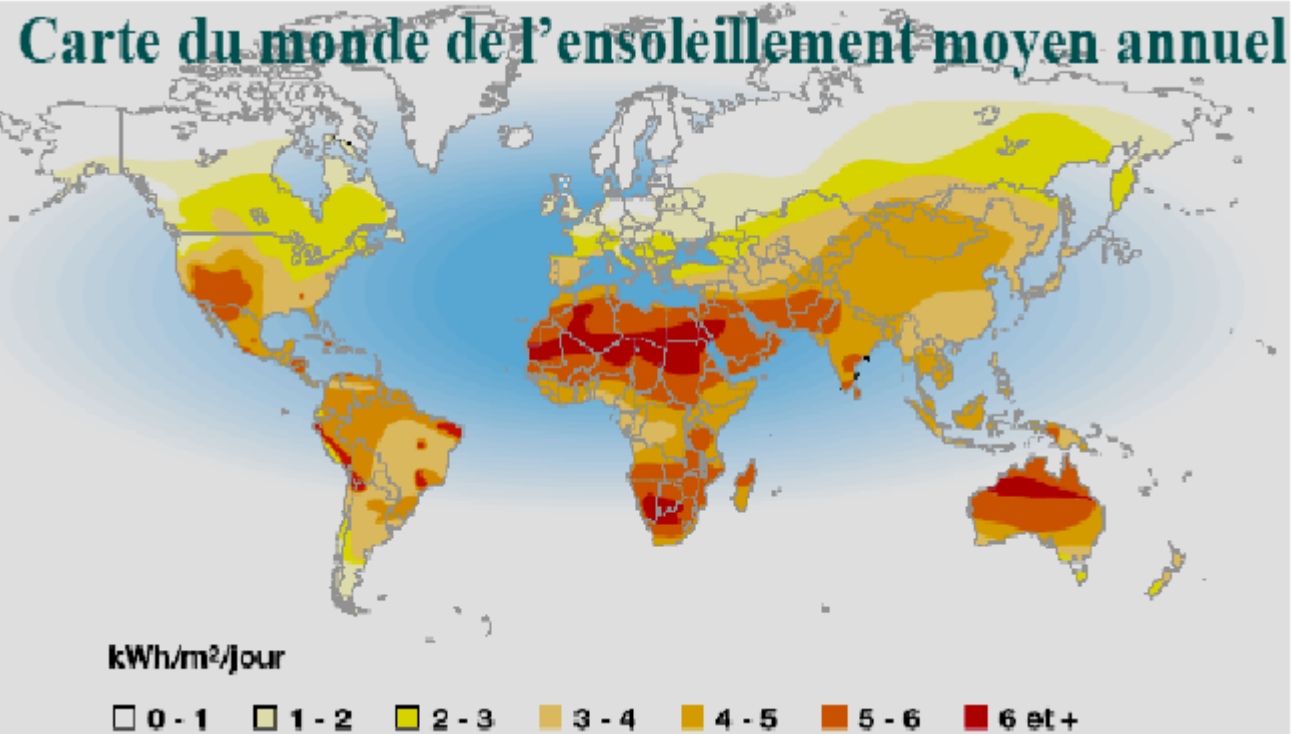 Carte du monde de l’ensoleillement moyen annuel
kWh/m²/jour
0 - 1 1 - 2 2 - 3 3 - 4 4 - 5 5 - 6 6 et +